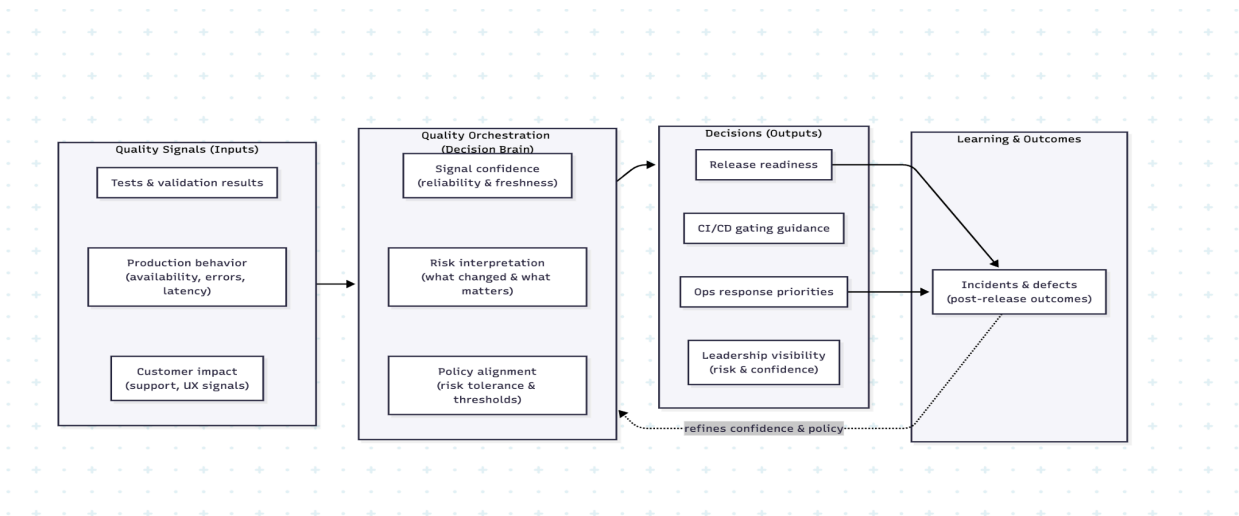 Quality Signals (Inputs)
Tests & validation results
Production behavior
(availability, errors,
latency)
Customer impact
(support, UX signals)
Quality Orchestration
(Decision Brain)
Signal confidence
(reliability & freshness)
Risk interpretation
(what changed & what
matters)
Policy alignment
(risk tolerance &
thresholds)
Decisions (Outputs)
Release readiness
CI/CD gating guidance
Ops response priorities
Leadership visibility
(risk & confidence)
Learning & Outcomes
Incidents & defects
(post-release outcomes)
refines confidence & policy